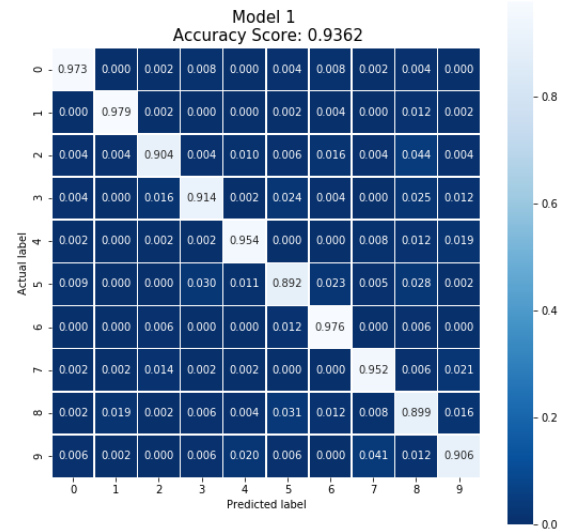 Model 1
Accuracy Score: 0.9362
0 0.973 0.000 0.002 0.008 0.000 0.004 0.008 0.002 0.004 0.000
1 0.000 0.979 0.002 0.000 0.000 0.002 0.004 0.000 0.012 0.002
2 0.004 0.004 0.904 0.004 0.010 0.006 0.016 0.004 0.044 0.004
3 0.004 0.000 0.016 0.914 0.002 0.024 0.004 0.000 0.025 0.012
4 0.002 0.000 0.002 0.002 0.954 0.000 0.000 0.008 0.012 0.019
5 0.009 0.000 0.000 0.030 0.011 0.892 0.023 0.005 0.028 0.002
6 0.000 0.000 0.006 0.000 0.000 0.012 0.976 0.000 0.006 0.000
7 0.002 0.002 0.014 0.002 0.002 0.000 0.000 0.952 0.006 0.021
8 0.002 0.019 0.002 0.006 0.004 0.031 0.012 0.008 0.899 0.016
9 0.006 0.002 0.000 0.006 0.020 0.006 0.000 0.041 0.012 0.906
0 1 2 3 4 5 6 7 8 9
Predicted label
Actual label
0.8
0.6
0.4
0.2
0.0